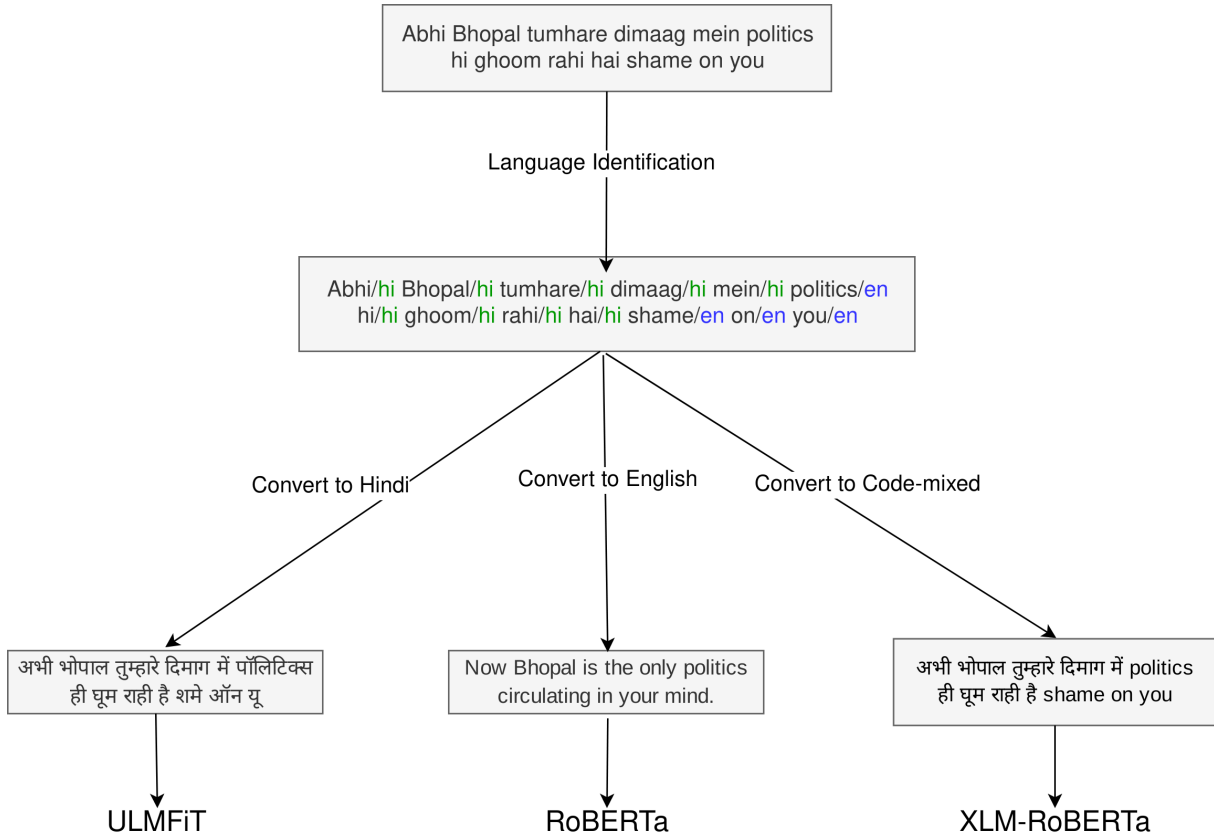 Abhi Bhopal tumhare dimaag mein politics
hi ghoom rahi hai shame on you
Language Identification
Abhi/hi Bhopal/hi tumhare/hi dimaag/hi mein/hi politics/en
hi/hi ghoom/hi rahi/hi hai/hi shame/en on/en you/en
Convert to Hindi
Convert to English
Convert to Code-mixed
अभी भोपाल तुम्हारे दिमाग में पॉलिटिक्स
ही घूम राही है शमे ऑन यू
Now Bhopal is the only politics
circulating in your mind.
अभी भोपाल तुम्हारे दिमाग में politics
ही घूम राही है shame on you
ULMFiT
RoBERTa
XLM-RoBERTa